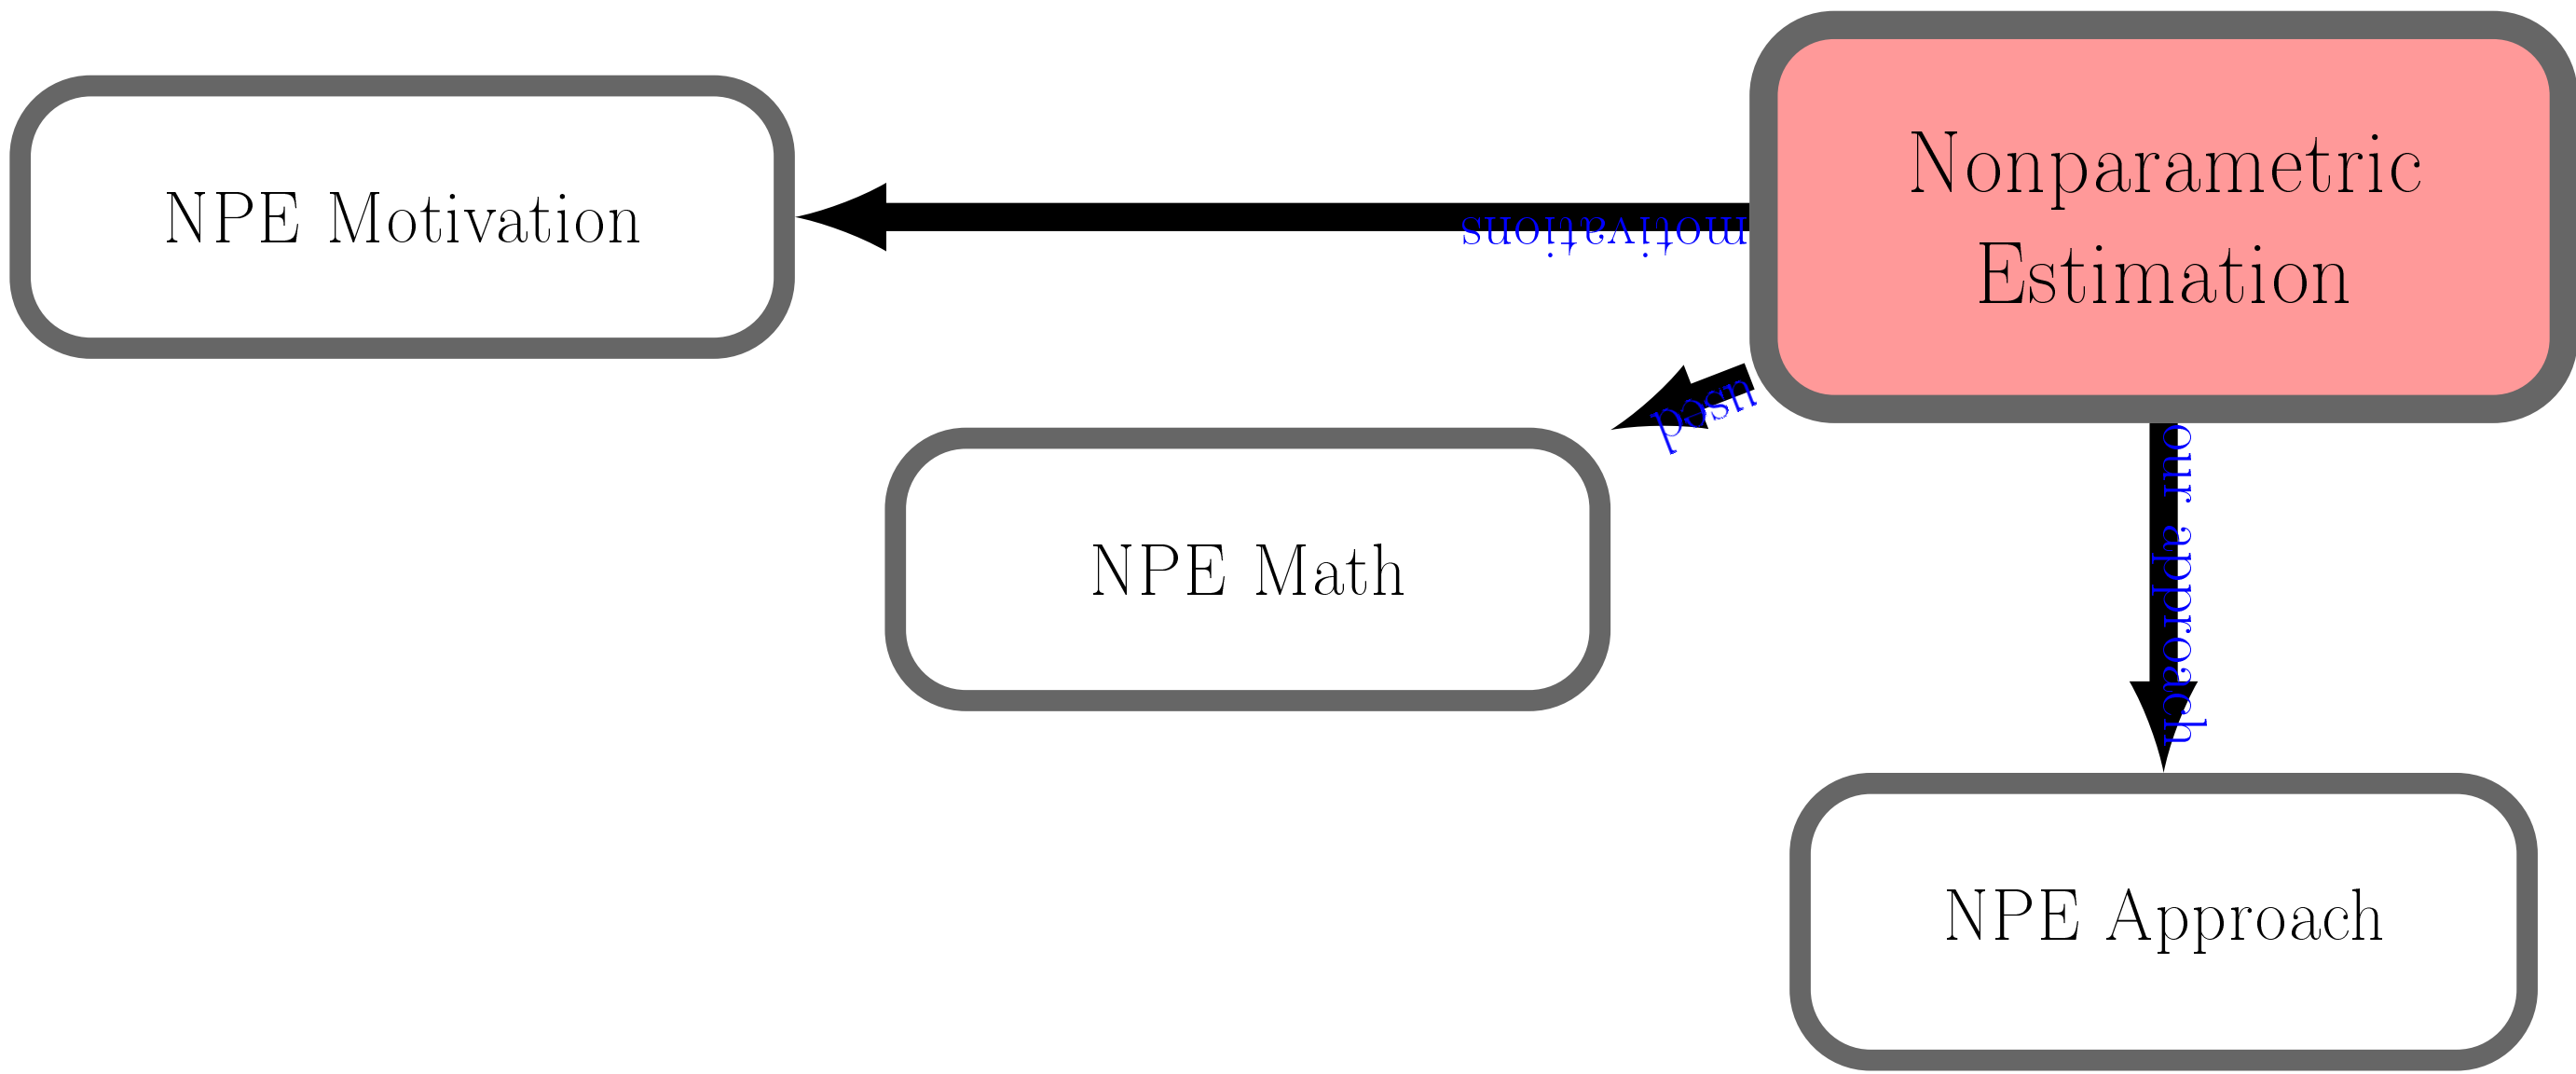 Nonparametric
Estimation
NPE Motivation
motivations
used
NPE Math
our approach
NPE Approach